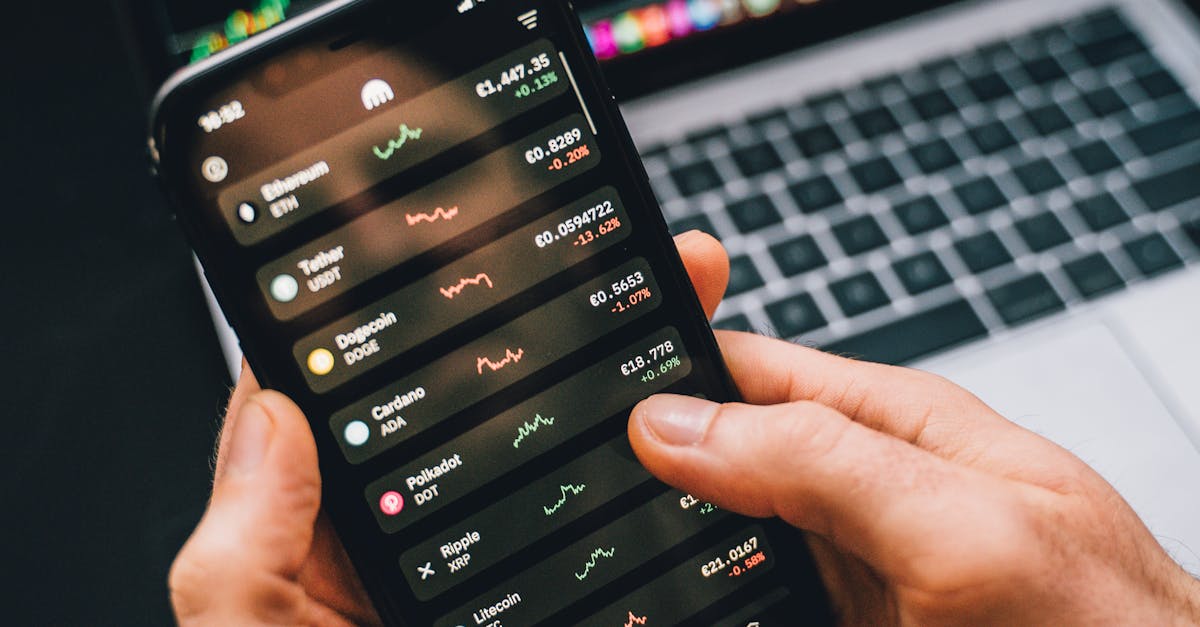 Ethereum €1,447.35
ETH +0.13%
Tether €0.8289
USDT -0.20%
Dogecoin €0.0594722
DOGE -13.62%
Cardano €0.5653
ADA -1.07%
Polkadot €18.778
DOT +0.69%
Ripple
XRP
Litecoin
€21.0167
-0.58%